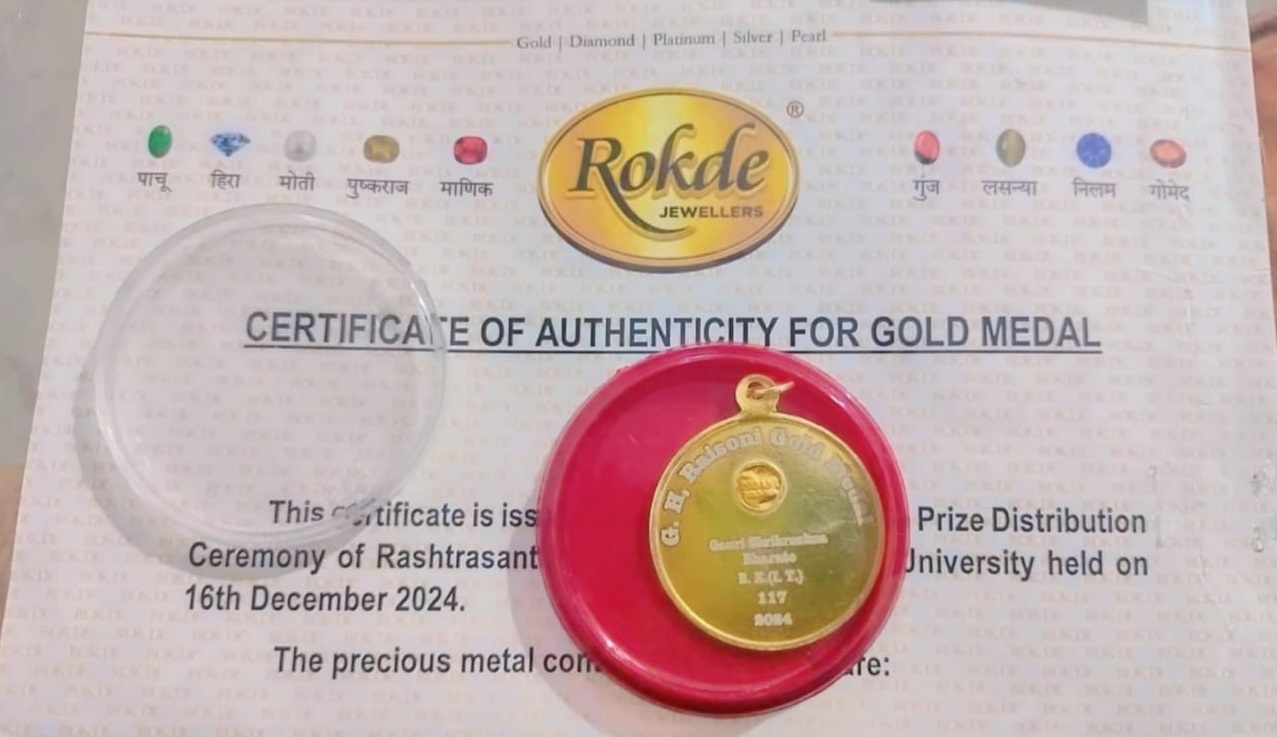 Gold | Diamond | Platinum | Silver | Pearl
Rokde ®
JEWELLERS
पाचू हिरा मोती पुष्कराज माणिक
गुंज लसन्या निलम गोमेद
CERTIFICATE OF AUTHENTICITY FOR GOLD MEDAL
This certificate is iss Prize Distribution
Ceremony of Rashtrasant University held on
16th December 2024.
The precious metal con are:
G. H. Raisoni Gold Medal
B. E.(I. T.)
117
2024